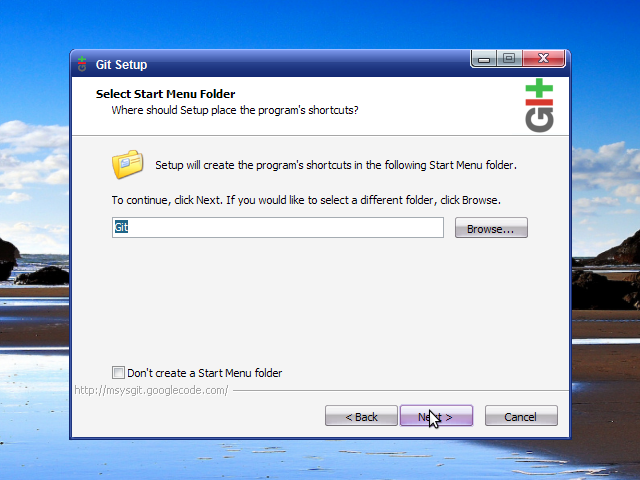 Git Setup
Select Start Menu Folder
Where should Setup place the program's shortcuts?
Git
Setup will create the program's shortcuts in the following Start Menu folder.
To continue, click Next. If you would like to select a different folder, click Browse.
Git
Browse...
Don't create a Start Menu folder
http://msysgit.googlecode.com/
< Back
Next >
Cancel